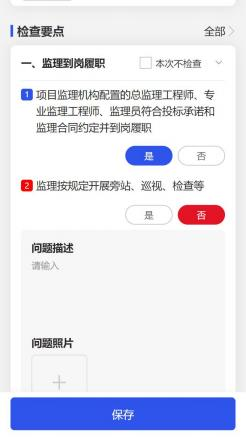 检查要点 全部
一、监理到岗履职 本次不检查
1 项目监理机构配置的总监理工程师、专
业监理工程师、监理员符合投标承诺和
监理合同约定并到岗履职
是 否
2 监理按规定开展旁站、巡视、检查等
是 否
问题描述
请输入
问题照片
保存